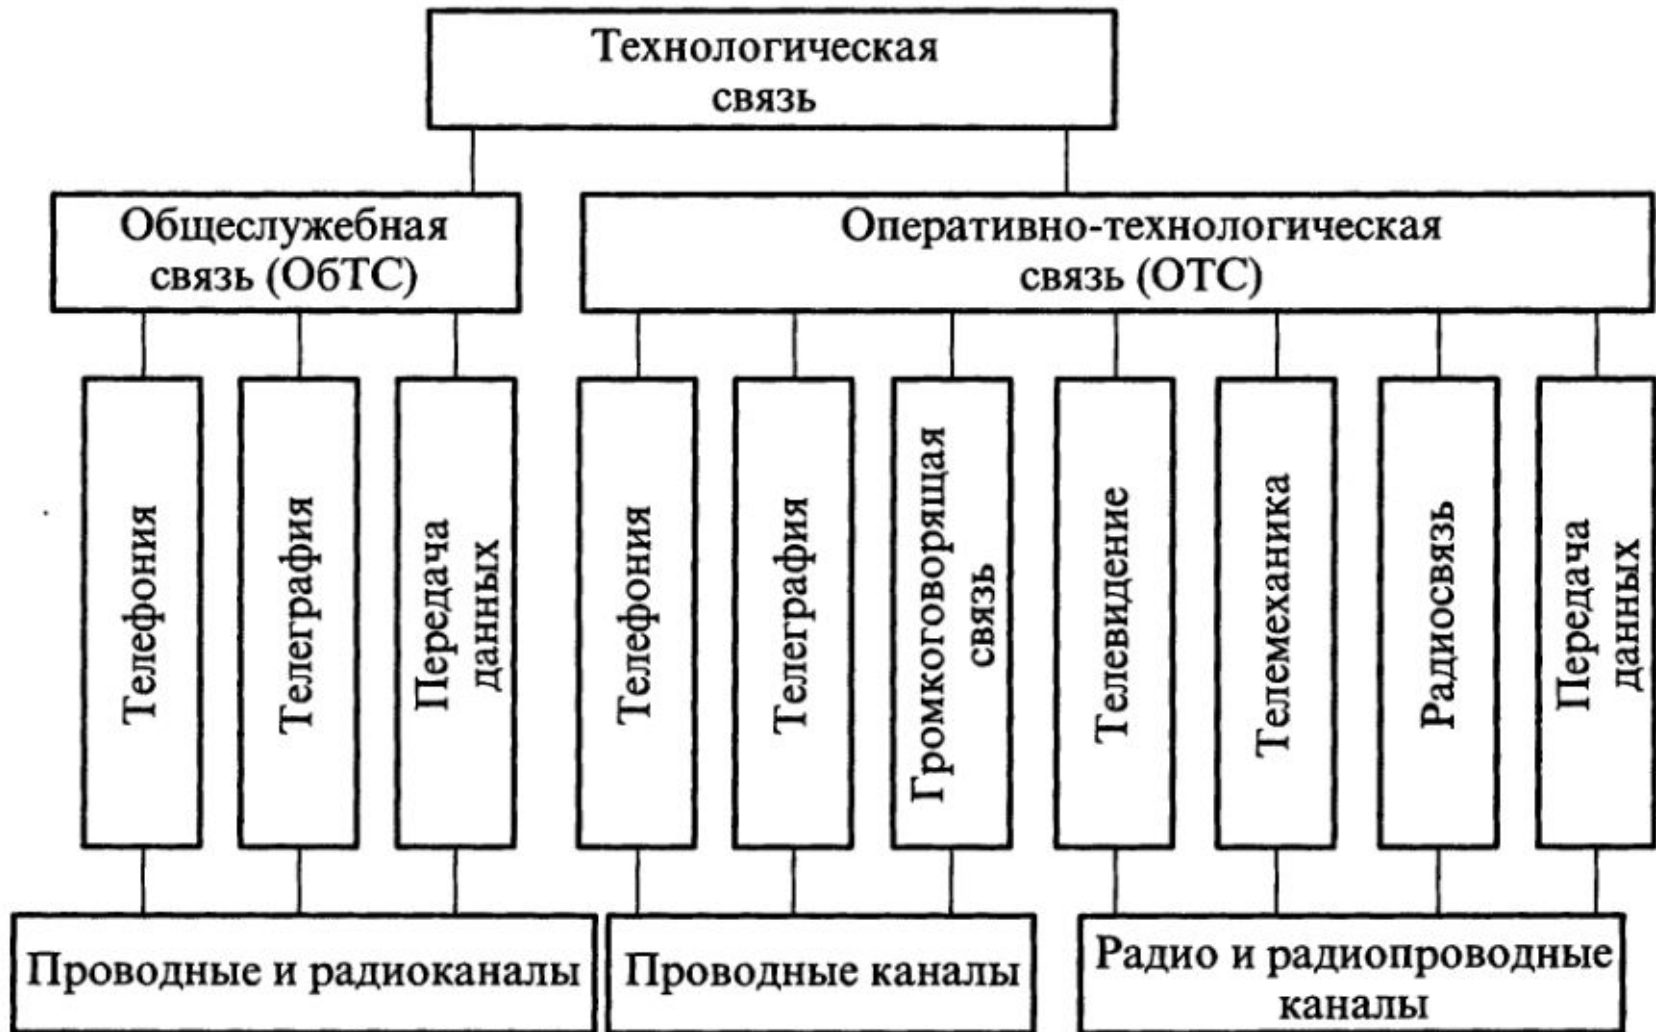 Технологическая
связь
Общеслужебная
связь (ОбТС)
Оперативно-технологическая
связь (ОТС)
Телефония
Телеграфия
Передача
данных
Телефония
Телеграфия
Громкоговорящая
связь
Телевидение
Телемеханика
Радиосвязь
Передача
данных
Проводные и радиоканалы
Проводные каналы
Радио и радиопроводные
каналы